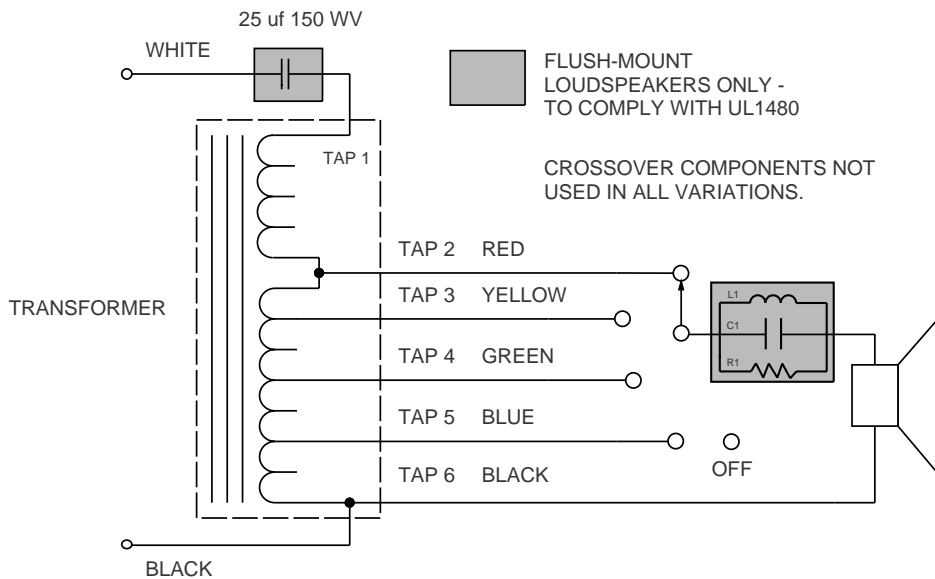 25 uf 150 WV
WHITE
FLUSH-MOUNT
LOUDSPEAKERS ONLY -
TO COMPLY WITH UL1480
TAP 1
CROSSOVER COMPONENTS NOT
USED IN ALL VARIATIONS.
TAP 2 RED
TRANSFORMER
TAP 3 YELLOW
L1
C1
R1
TAP 4 GREEN
TAP 5 BLUE
OFF
TAP 6 BLACK
BLACK